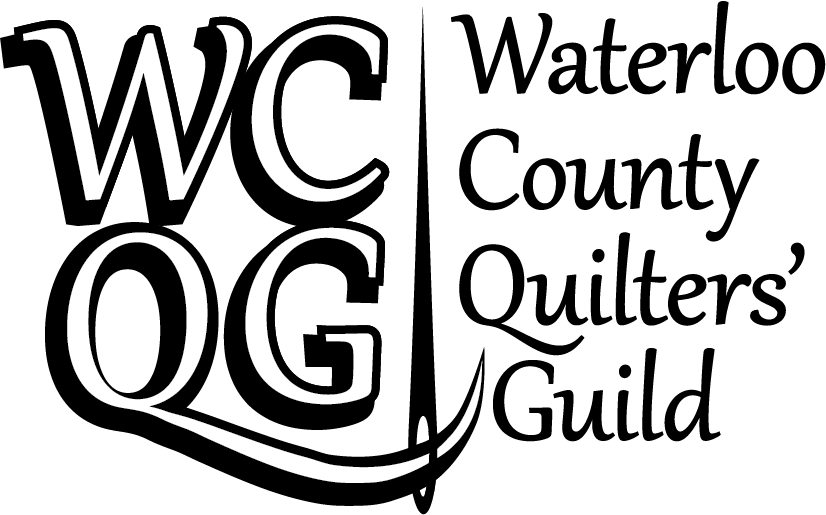 WC
QG
Waterloo
County
Quilters’
Guild